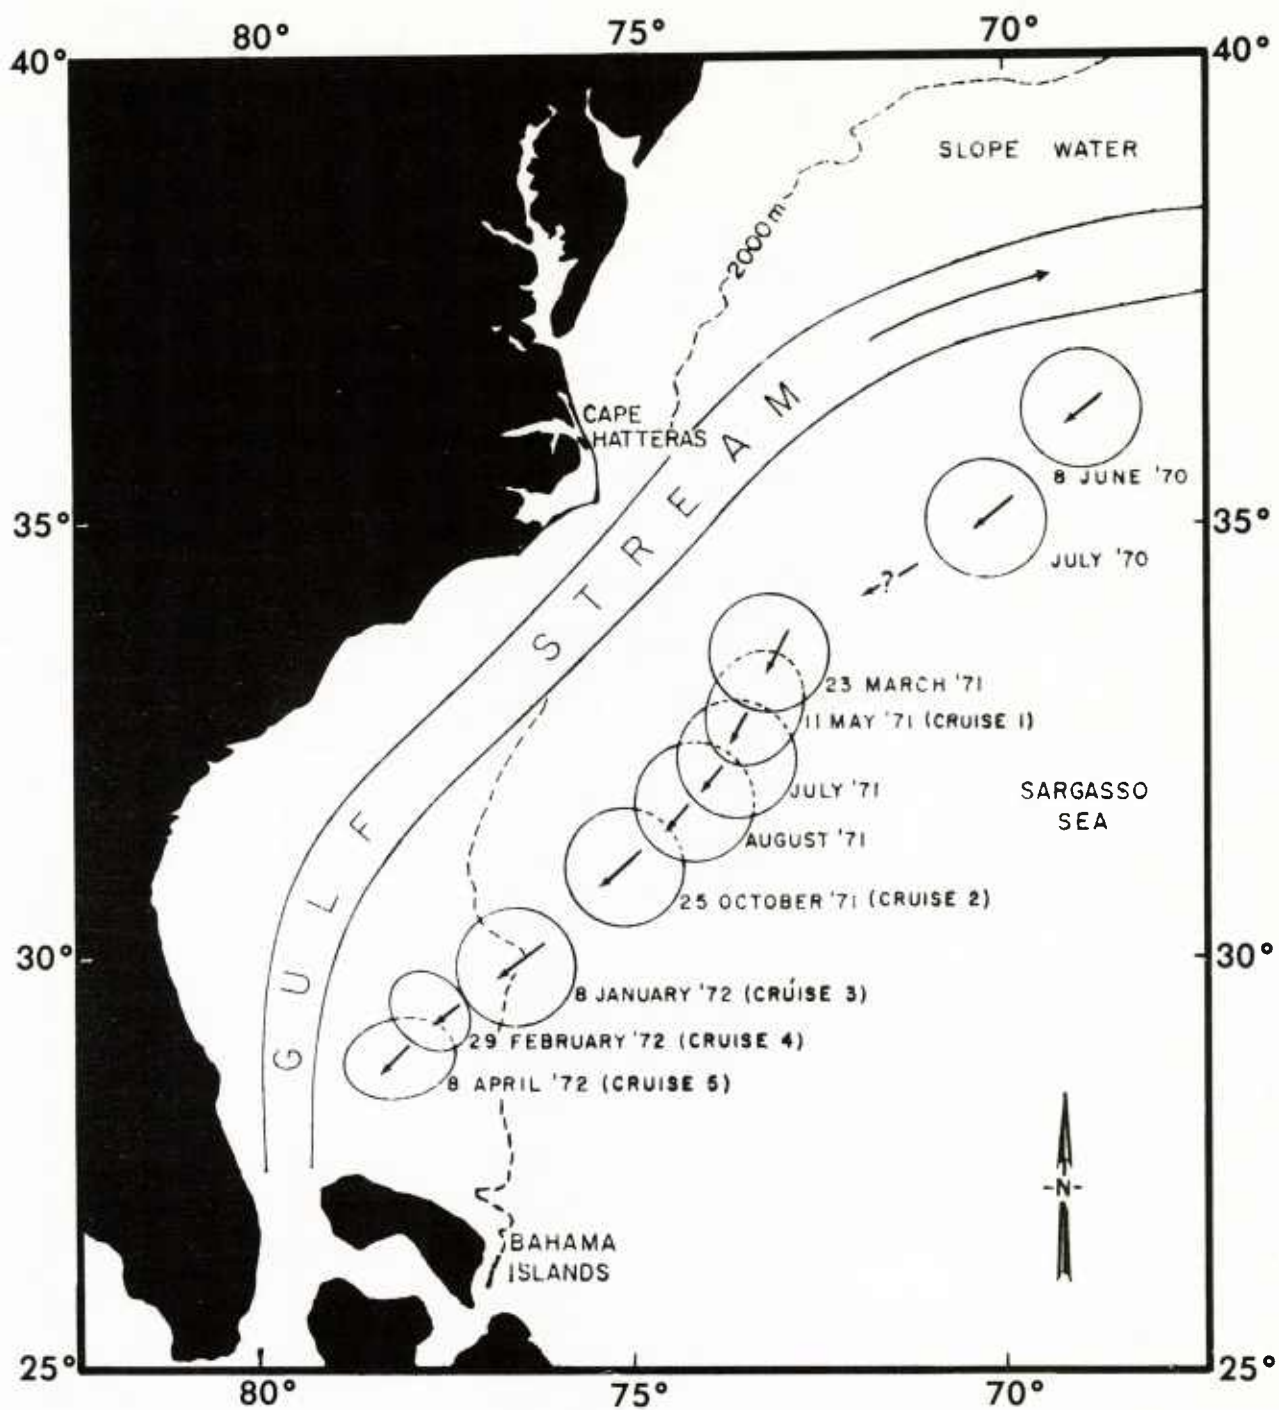 80° 75° 70°
40° 40°
SLOPE WATER
2000m
CAPE
HATTERAS
8 JUNE '70
35° 35°
JULY '70
?
23 MARCH '71
11 MAY '71 (CRUISE 1)
JULY '71
SARGASSO
SEA
AUGUST '71
25 OCTOBER '71 (CRUISE 2)
30° 30°
8 JANUARY '72 (CRUISE 3)
29 FEBRUARY '72 (CRUISE 4)
8 APRIL '72 (CRUISE 5)
GULF STREAM
-N-
BAHAMA
ISLANDS
25° 25°
80° 75° 70°